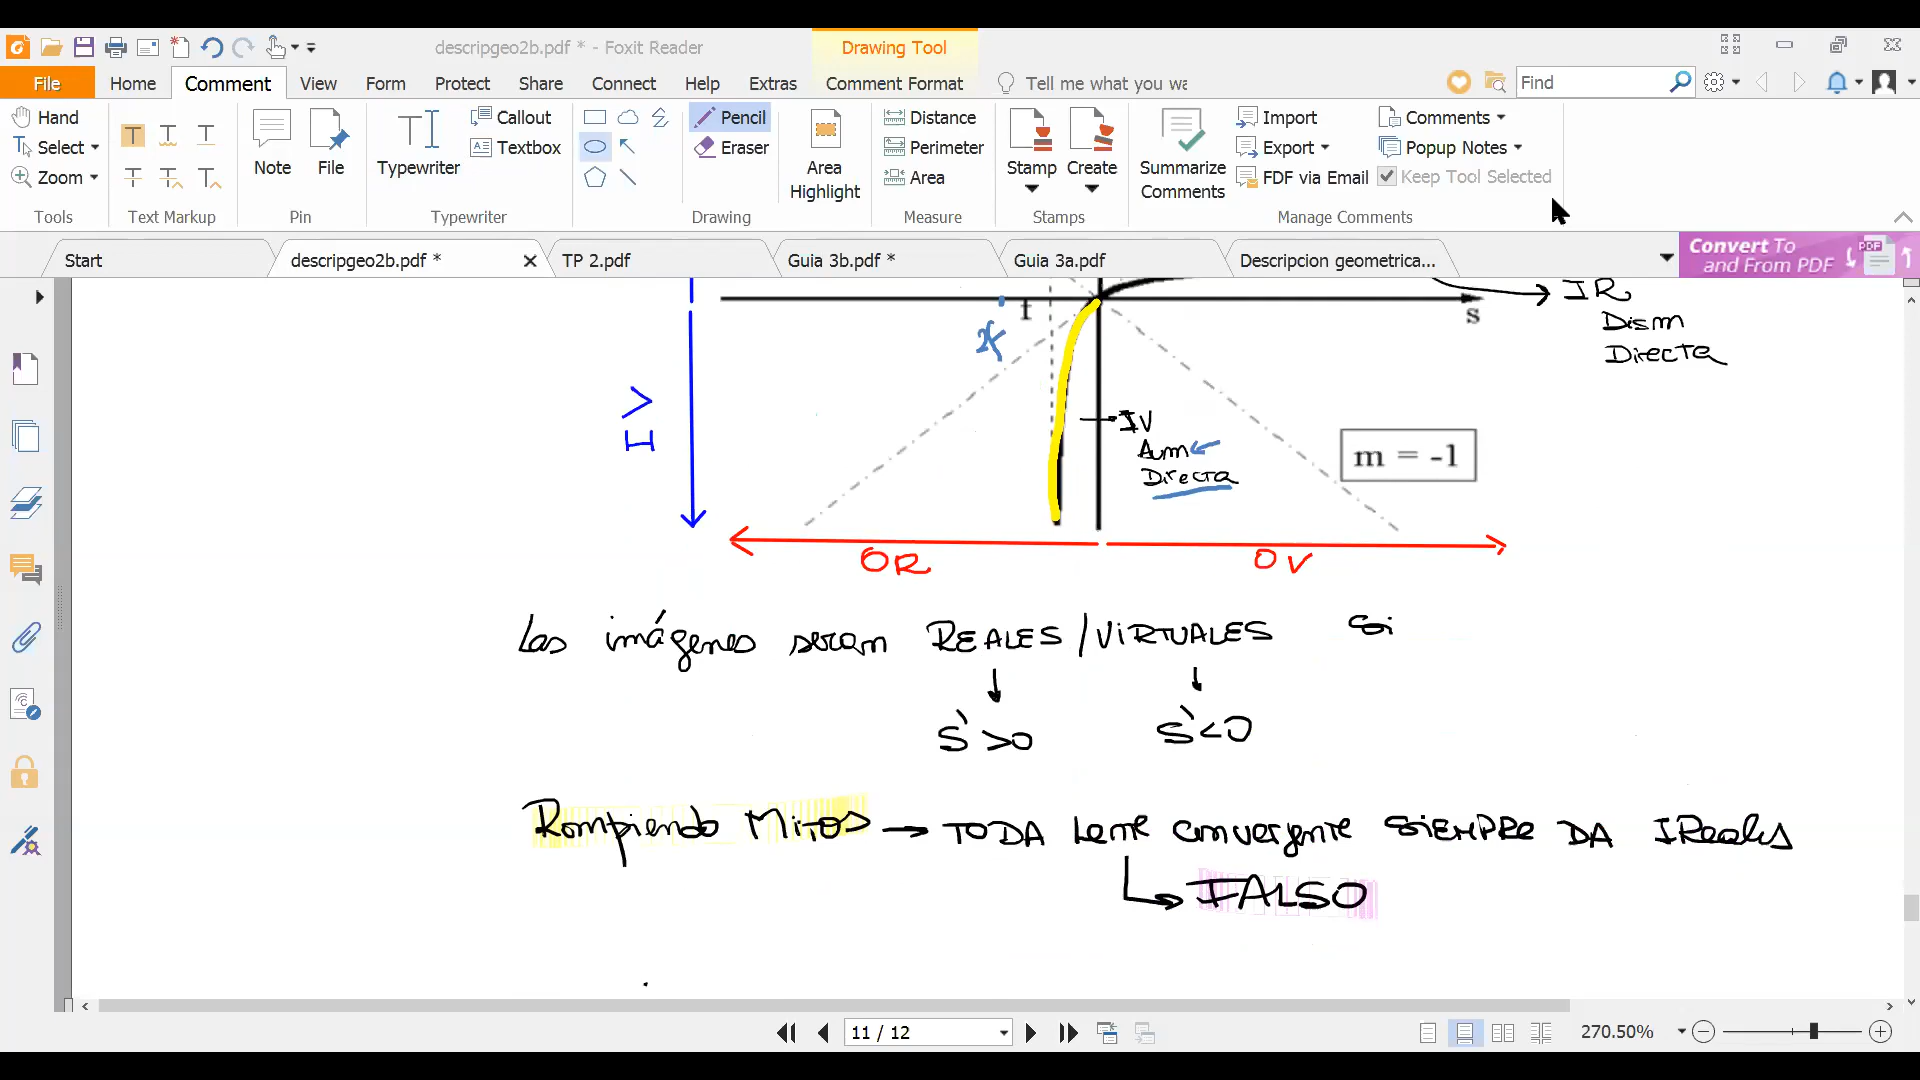 descripgeo2b.pdf * - Foxit Reader
Drawing Tool
File Home Comment View Form Protect Connect Share Help Extras Comment Format Tell me what you wa Find
Hand
Select
Zoom
Tools
Text Markup
Note
File
Pin
Typewriter
Callout
Textbox
Typewriter
Pencil
Eraser
Drawing
Area Highlight
Distance
Perimeter
Area
Measure
Stamp
Create
Stamps
Summarize Comments
Import
Export
FDF via Email
Comments
Popup Notes
Keep Tool Selected
Manage Comments
Start descripgeo2b.pdf * TP 2.pdf Guia 3b.pdf * Guia 3a.pdf Descripcion geometrica...
Convert To and From PDF
PDF
f
s
IR
Dism
Directa
IV
IV
Aum
Directa
m = -1
OR
OV
Las imágenes seran REALES/VIRTUALES si
S'>0 S'<0
Rompiendo Mitos → TODA lente convergente SIEMPRE DA IReales
FALSO
11 / 12
270.50%